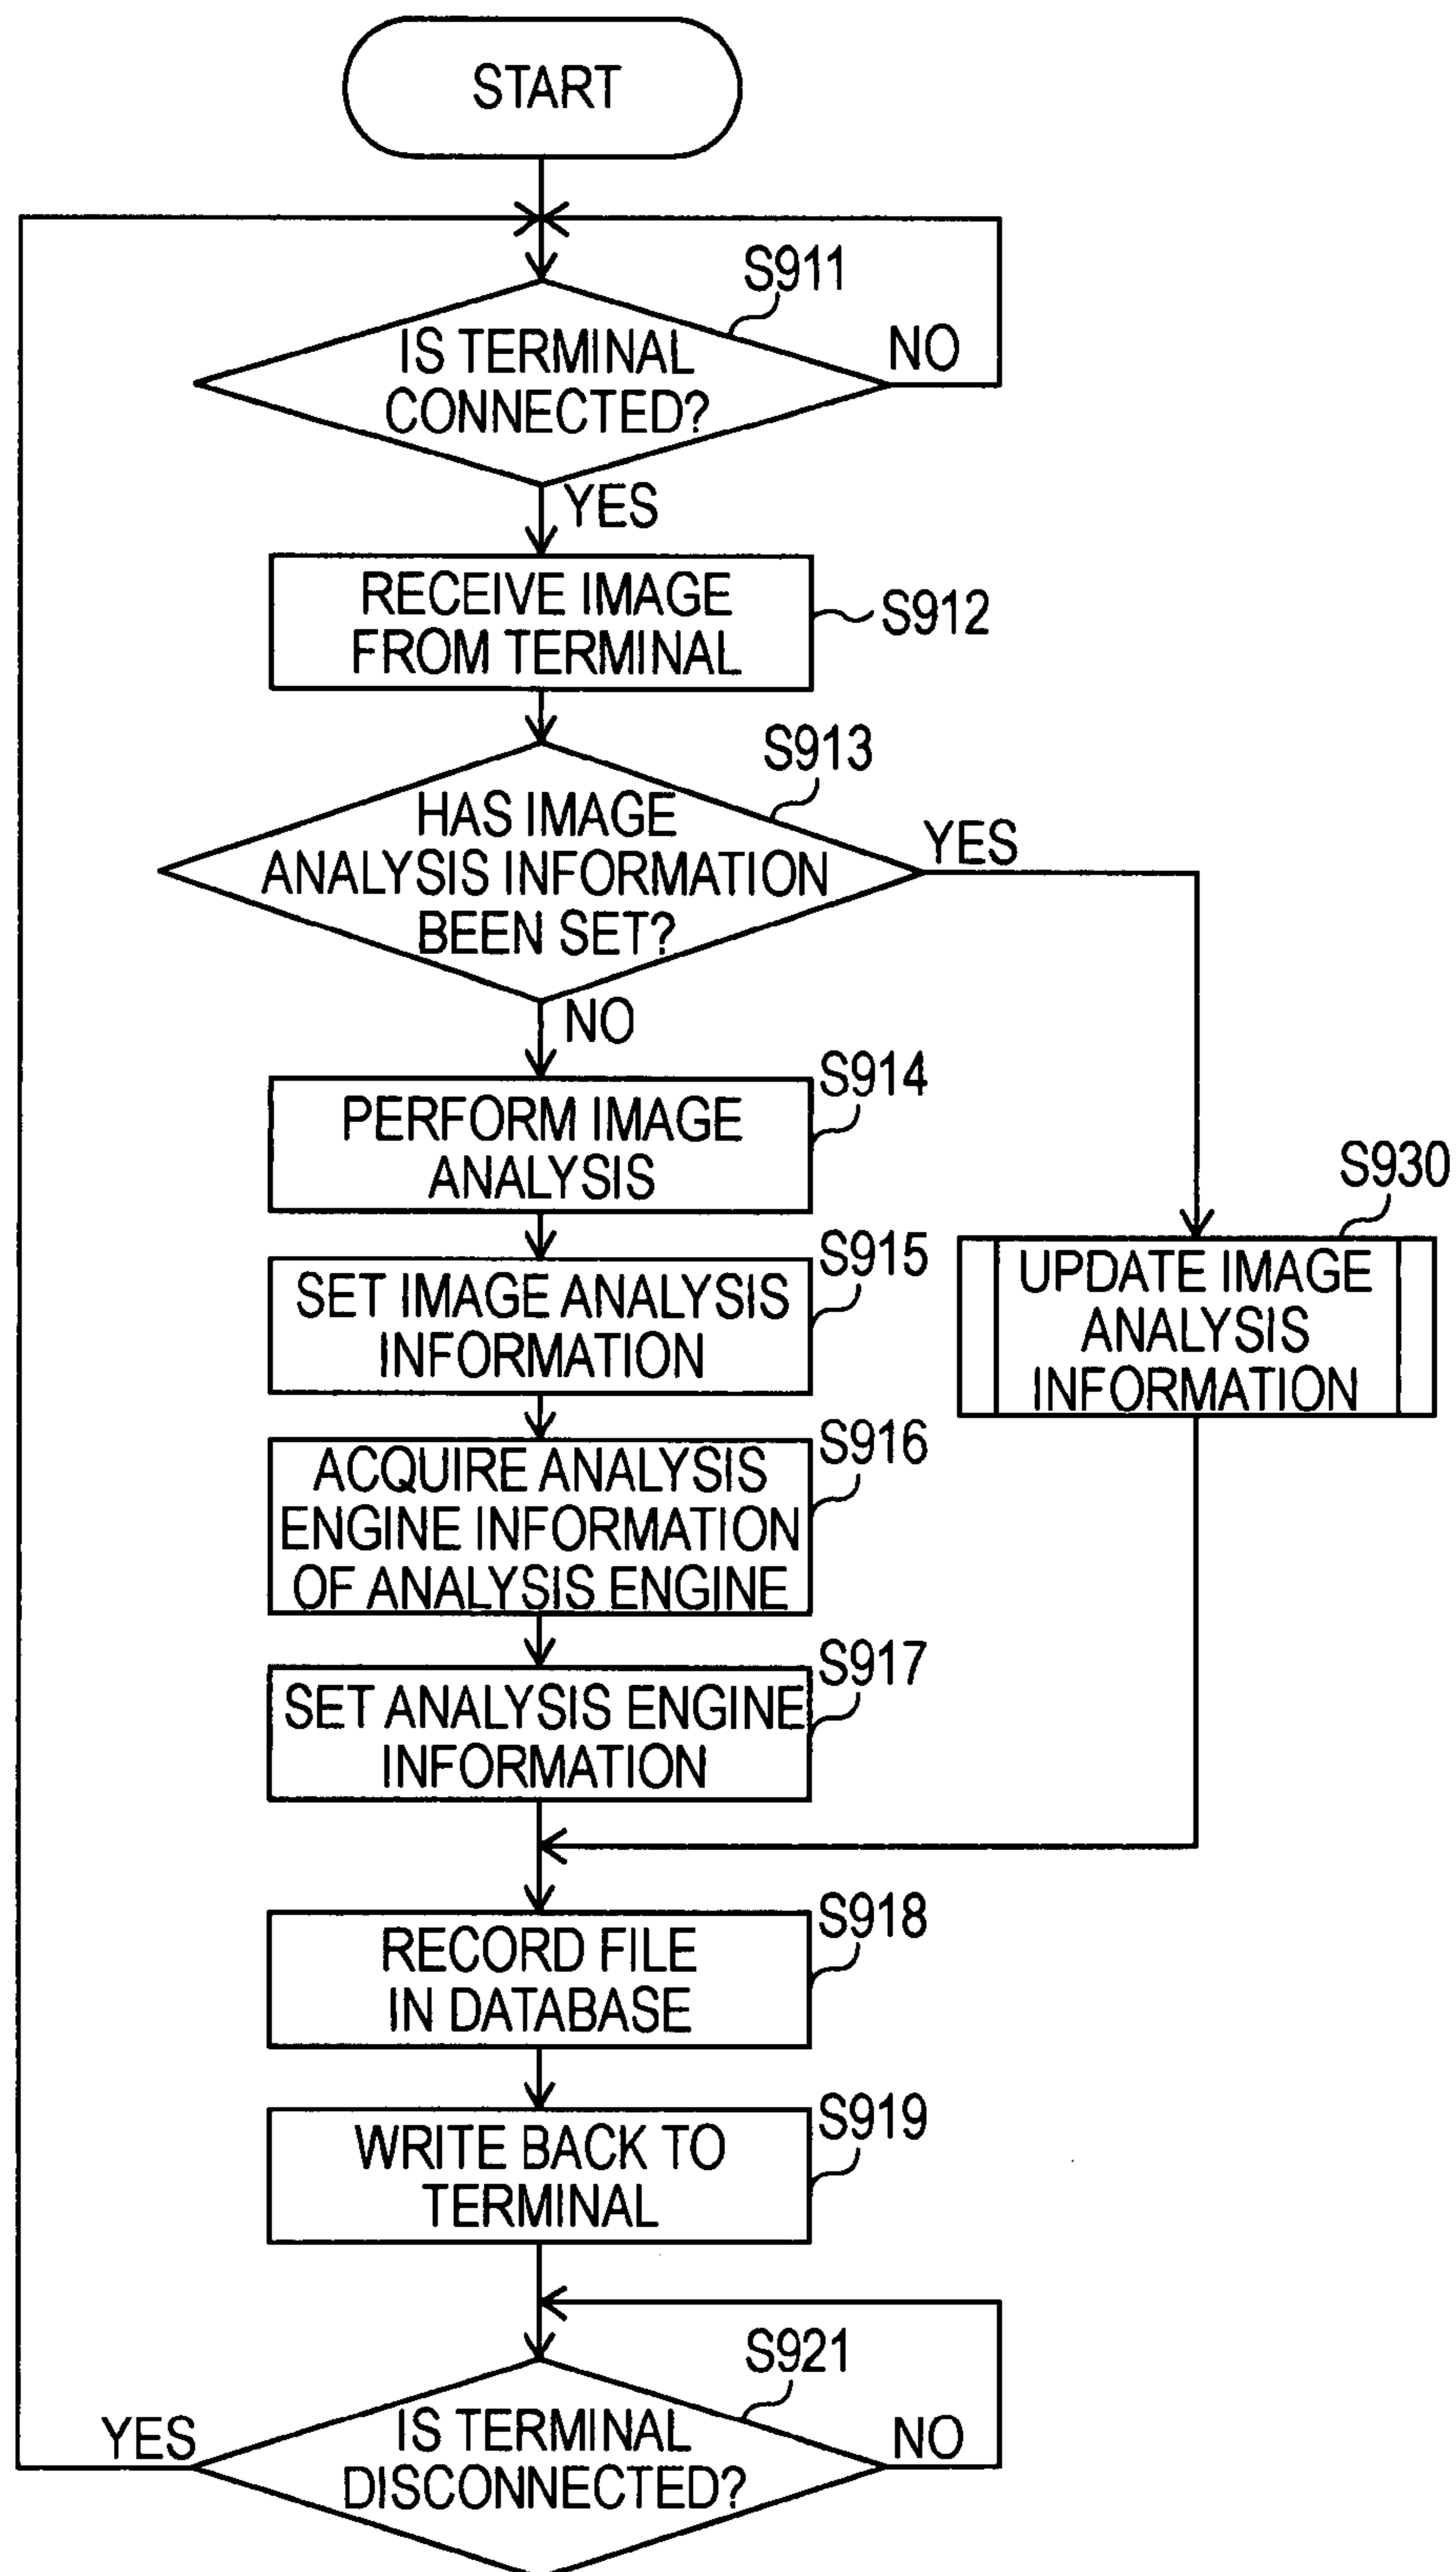 START
S911
IS TERMINAL
CONNECTED?
NO
YES
RECEIVE IMAGE
FROM TERMINAL
S912
S913
HAS IMAGE
ANALYSIS INFORMATION
BEEN SET?
YES
NO
S914
PERFORM IMAGE
ANALYSIS
S930
UPDATE IMAGE
ANALYSIS
INFORMATION
S915
SET IMAGE ANALYSIS
INFORMATION
S916
ACQUIRE ANALYSIS
ENGINE INFORMATION
OF ANALYSIS ENGINE
S917
SET ANALYSIS ENGINE
INFORMATION
S918
RECORD FILE
IN DATABASE
S919
WRITE BACK TO
TERMINAL
S921
IS TERMINAL
DISCONNECTED?
YES
NO